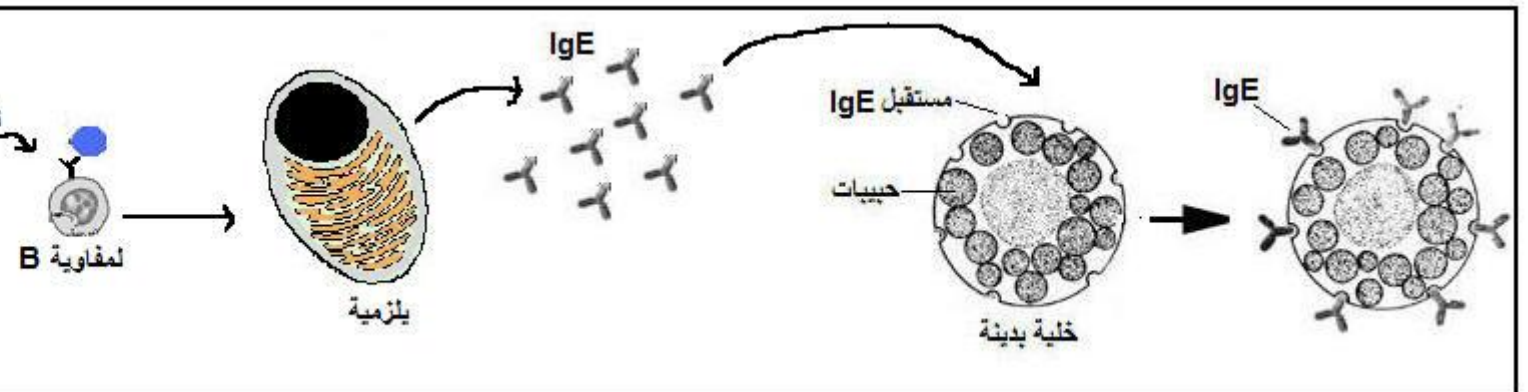 IgE
لمفاوية B
بلزمية
مستقبل IgE
حبيبات
خلية بدينة
IgE